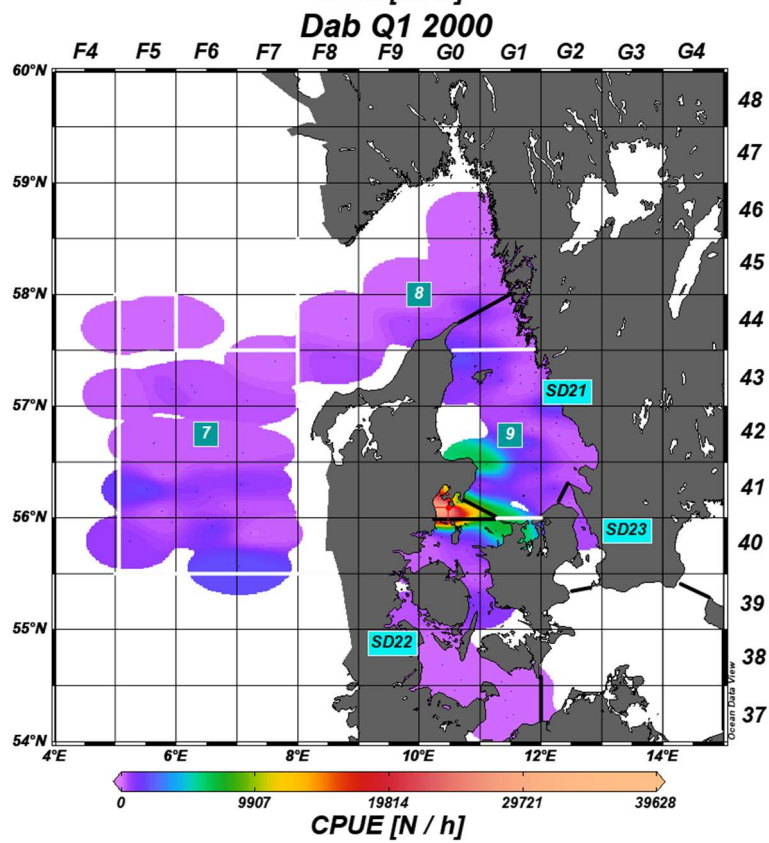 Dab Q1 2000
F4 F5 F6 F7 F8 F9 G0 G1 G2 G3 G4
60°N
48
47
59°N
46
45
8
58°N
44
SD21
43
57°N
7 9
42
41
56°N
SD23
40
55°N
39
SD22
38
37
54°N
Ocean Data View
4°E 6°E 8°E 10°E 12°E 14°E
0 9907 19814 29721 39628
CPUE [N / h]